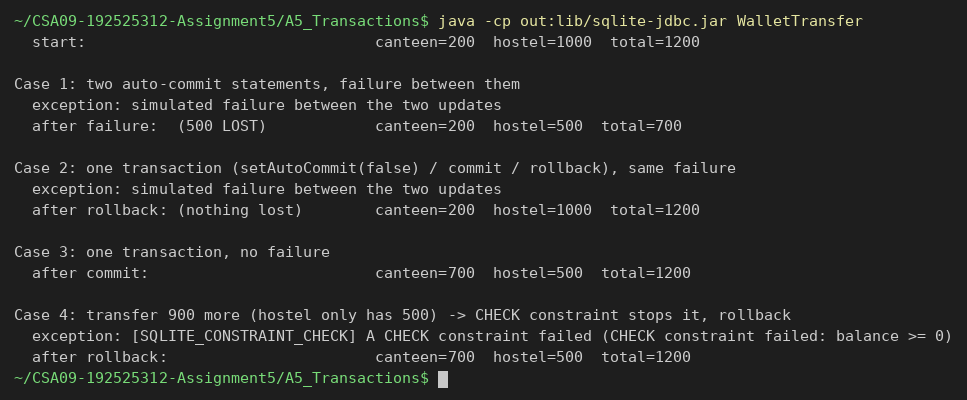 ~/CSA09-192525312-Assignment5/A5_Transactions$ java -cp out:lib/sqlite-jdbc.jar WalletTransfer
  start:                                canteen=200  hostel=1000  total=1200

Case 1: two auto-commit statements, failure between them
  exception: simulated failure between the two updates
  after failure:  (500 LOST)            canteen=200  hostel=500  total=700

Case 2: one transaction (setAutoCommit(false) / commit / rollback), same failure
  exception: simulated failure between the two updates
  after rollback: (nothing lost)        canteen=200  hostel=1000  total=1200

Case 3: one transaction, no failure
  after commit:                         canteen=700  hostel=500  total=1200

Case 4: transfer 900 more (hostel only has 500) -> CHECK constraint stops it, rollback
  exception: [SQLITE_CONSTRAINT_CHECK] A CHECK constraint failed (CHECK constraint failed: balance >= 0)
  after rollback:                       canteen=700  hostel=500  total=1200
~/CSA09-192525312-Assignment5/A5_Transactions$